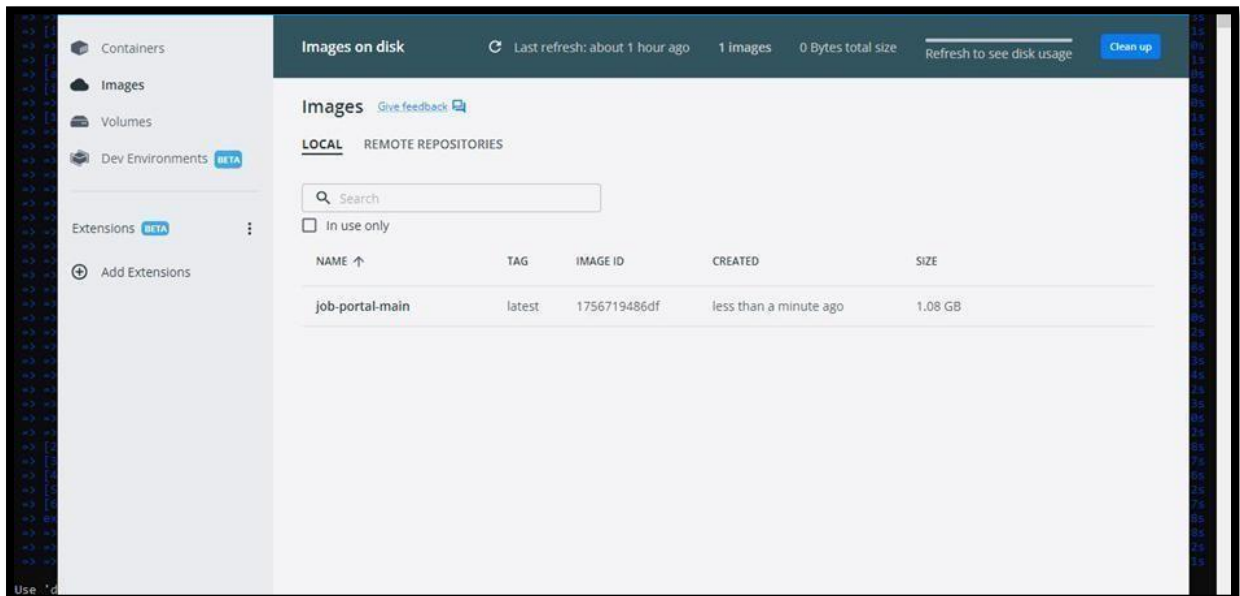 Containers
Images
Volumes
Dev Environments BETA
Extensions BETA
Add Extensions
Images on disk Last refresh: about 1 hour ago 1 images 0 Bytes total size Refresh to see disk usage Clean up
Images Give feedback
LOCAL REMOTE REPOSITORIES
Search
In use only
NAME ↑ TAG IMAGE ID CREATED SIZE
job-portal-main latest 1756719486df less than a minute ago 1.08 GB
Use 'd